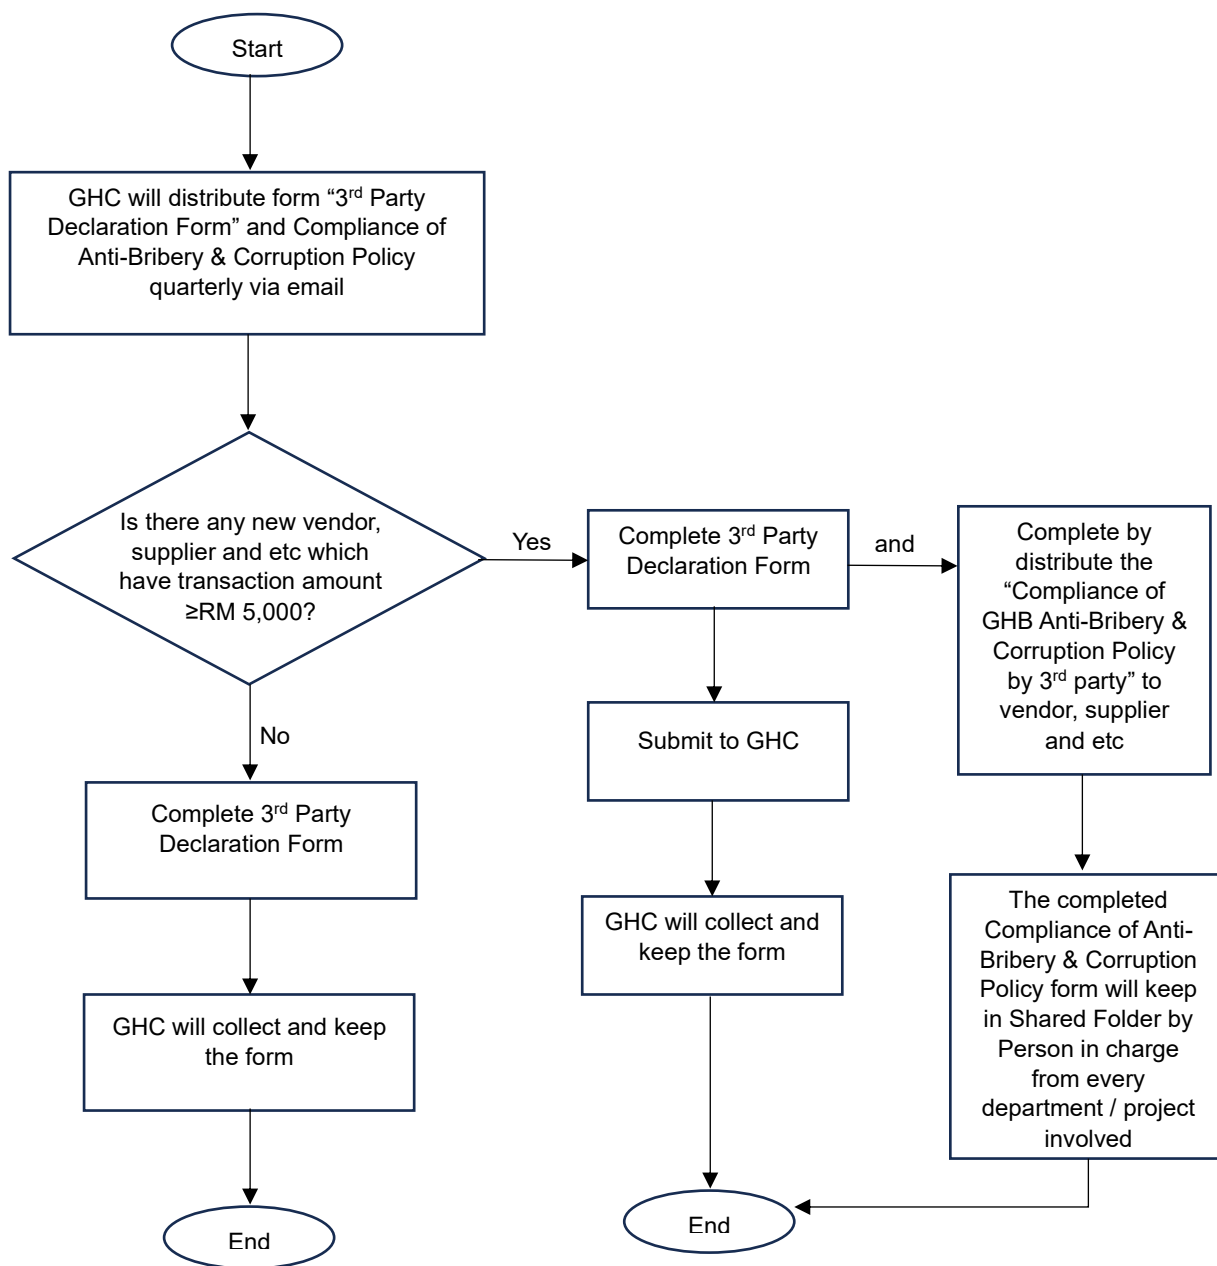 Start
GHC will distribute form “3rd Party
Declaration Form” and Compliance of
Anti-Bribery & Corruption Policy
quarterly via email
Is there any new vendor,
supplier and etc which
have transaction amount
≥RM 5,000?
Yes
Complete 3rd Party
Declaration Form
and
Complete by
distribute the
“Compliance of
GHB Anti-Bribery &
Corruption Policy
by 3rd party” to
vendor, supplier
and etc
No
Submit to GHC
Complete 3rd Party
Declaration Form
GHC will collect and
keep the form
The completed
Compliance of Anti-
Bribery & Corruption
Policy form will keep
in Shared Folder by
Person in charge
from every
department / project
involved
GHC will collect and keep
the form
End
End